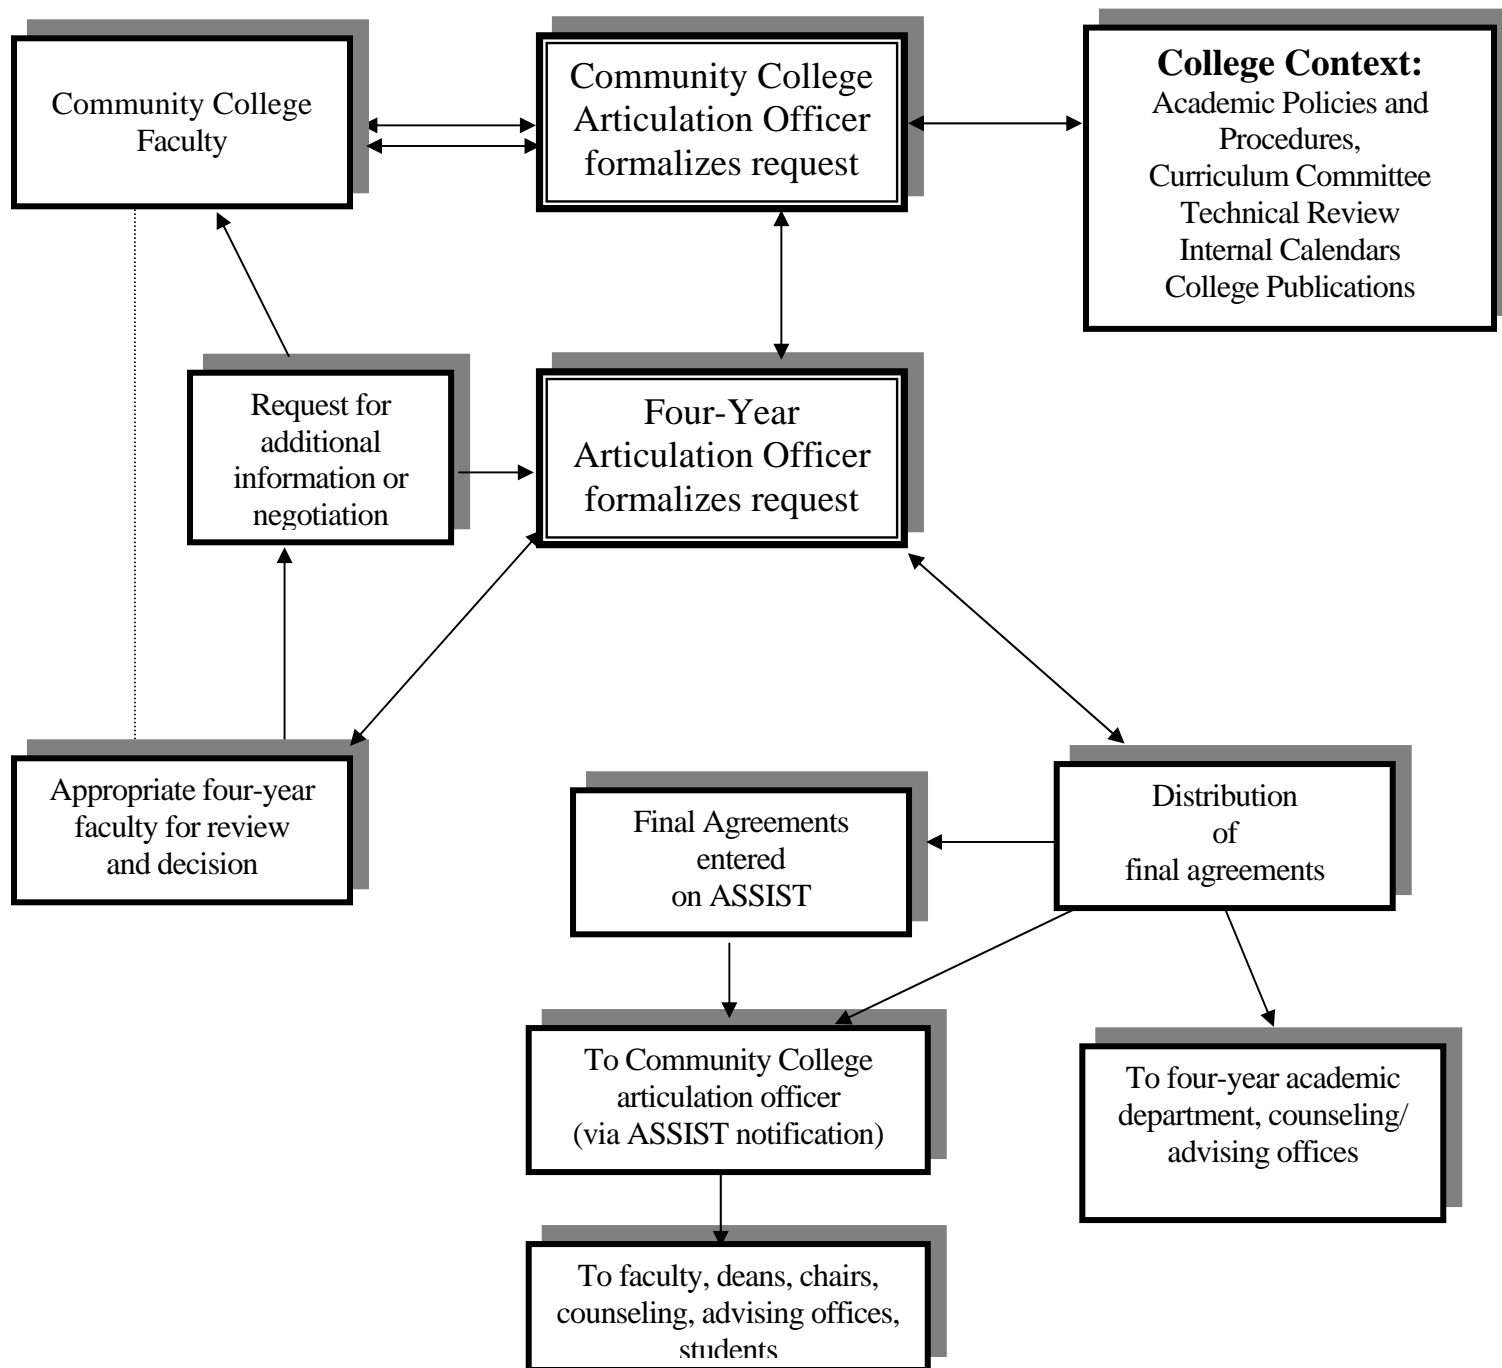 Community College
Faculty
Community College
Articulation Officer
formalizes request
College Context:
Academic Policies and
Procedures,
Curriculum Committee
Technical Review
Internal Calendars
College Publications
Request for
additional
information or
negotiation
Four-Year
Articulation Officer
formalizes request
Appropriate four-year
faculty for review
and decision
Final Agreements
entered
on ASSIST
Distribution
of
final agreements
To Community College
articulation officer
(via ASSIST notification)
To four-year academic
department, counseling/
advising offices
To faculty, deans, chairs,
counseling, advising offices,
students